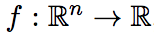 f : ℝⁿ → ℝ